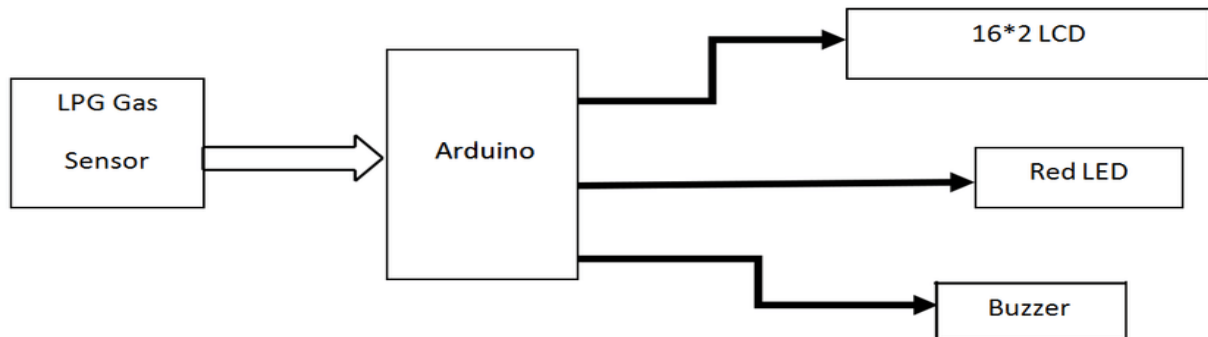 LPG Gas
Sensor
Arduino
16*2 LCD
Red LED
Buzzer